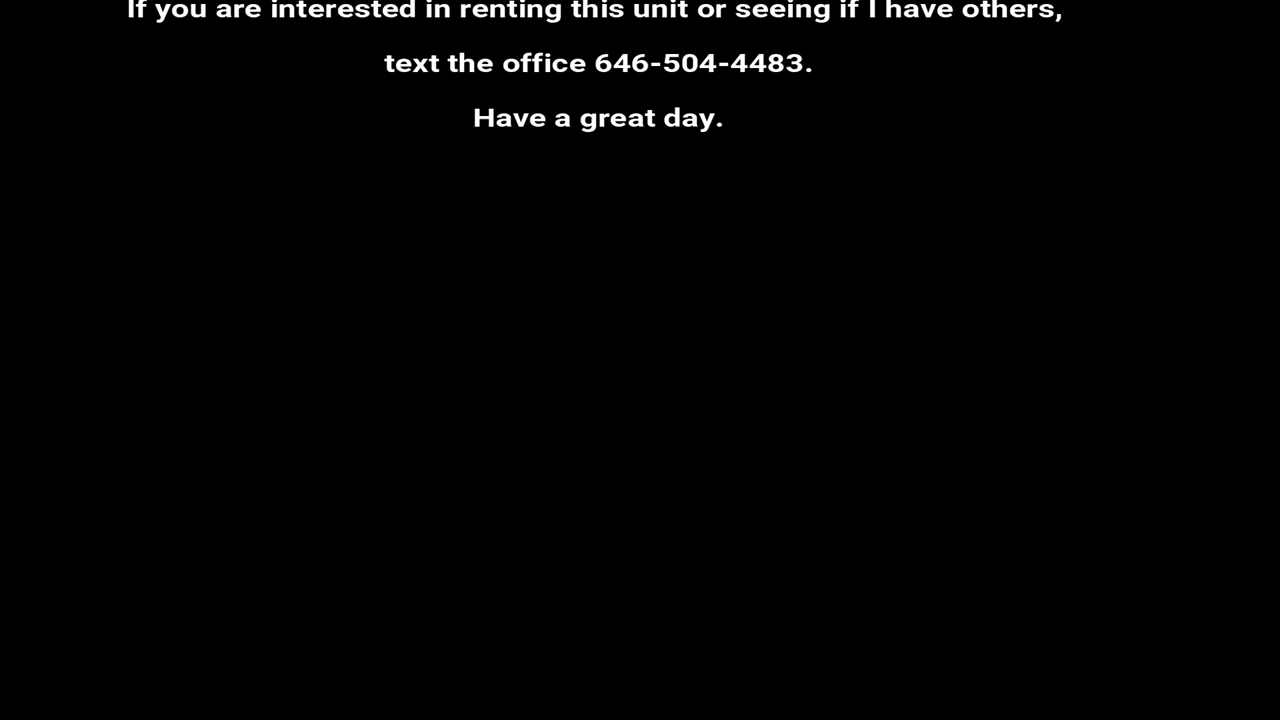 If you are interested in renting this unit or seeing if I have others,
text the office 646-504-4483.
Have a great day.